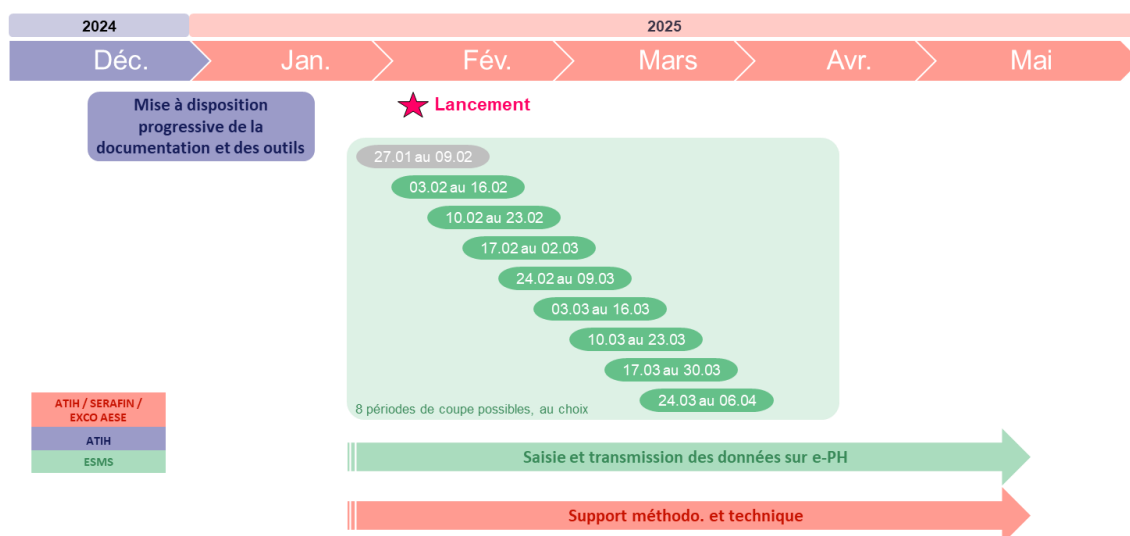 2024
2025
Déc.
Jan.
Fév.
Mars
Avr.
Mai
Mise à disposition
progressive de la
documentation et des outils
Lancement
27.01 au 09.02
03.02 au 16.02
10.02 au 23.02
17.02 au 02.03
24.02 au 09.03
03.03 au 16.03
10.03 au 23.03
17.03 au 30.03
24.03 au 06.04
8 périodes de coupe possibles, au choix
ATIH / SERAFIN /
EXCO AESE
ATIH
ESMS
Saisie et transmission des données sur e-PH
Support méthodo. et technique